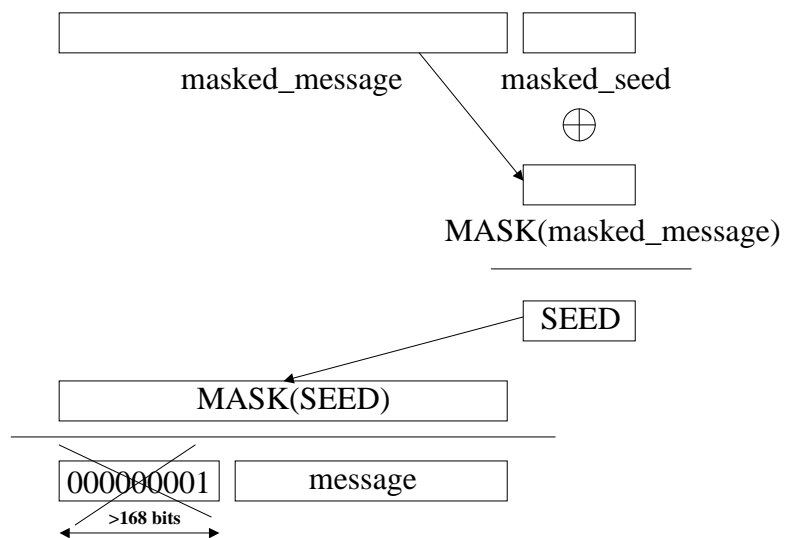 masked_message masked_seed
MASK(masked_message)
SEED
MASK(SEED)
000000001 message
>168 bits